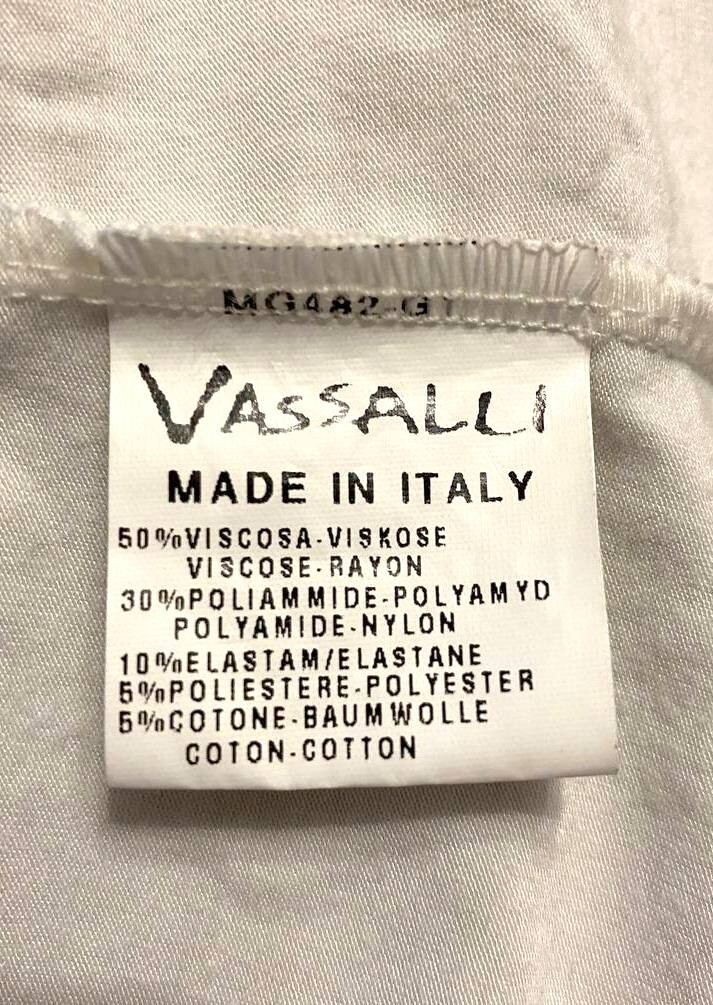 MG482-G1
VASSALLI
MADE IN ITALY
50%VISCOSA-VISKOSE
VISCOSE-RAYON
30%POLIAMMIDE-POLYAMYD
POLYAMIDE-NYLON
10%ELASTAM/ELASTANE
5%POLIESTERE-POLYESTER
5%COTONE-BAUMWOLLE
COTON-COTTON